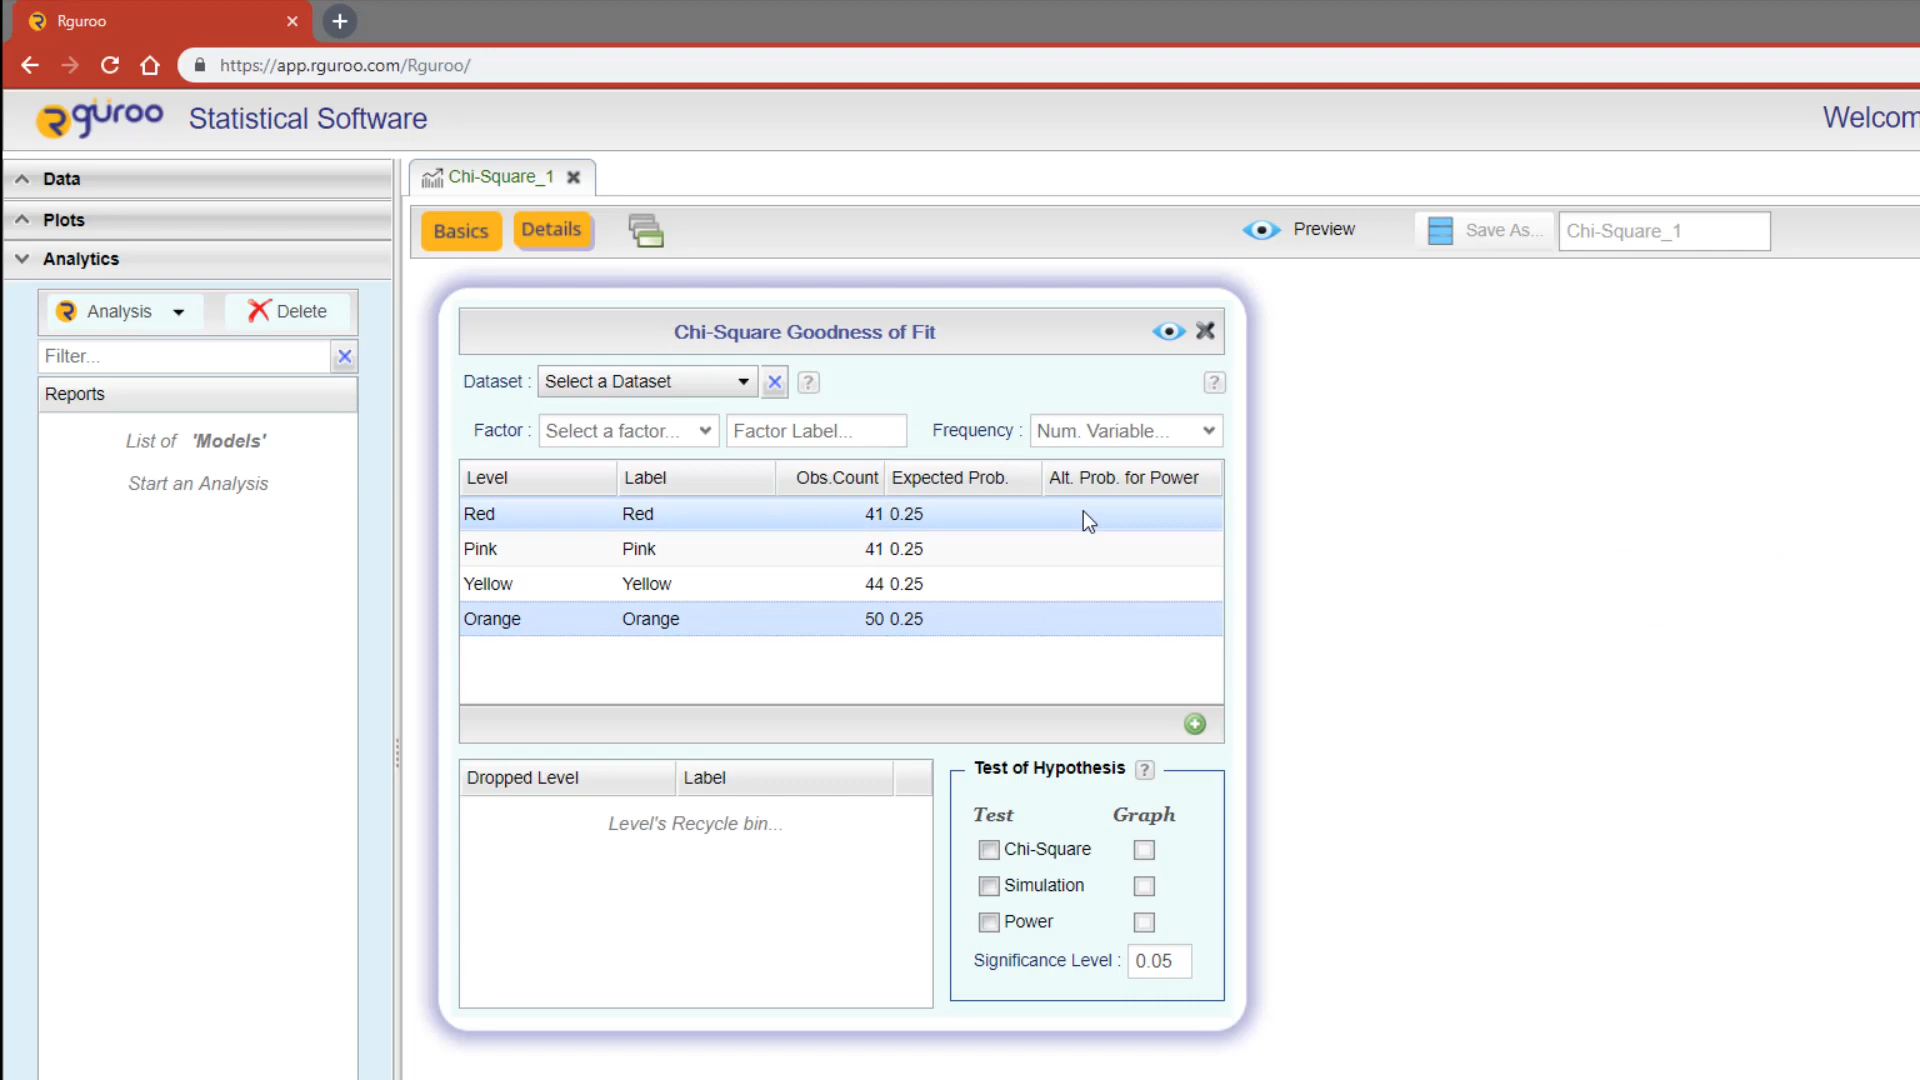 Rguroo
https://app.rguroo.com/Rguroo/
Rguroo Statistical Software
Welcom
Data
Plots
Analytics
Analysis
Delete
Filter...
Reports
List of 'Models'
Start an Analysis
Chi-Square_1
Basics
Details
Preview
Save As...
Chi-Square_1
Chi-Square Goodness of Fit
Dataset : Select a Dataset ? ?
Factor : Select a factor... Factor Label... Frequency : Num. Variable...
Level Label Obs.Count Expected Prob. Alt. Prob. for Power
Red Red 41 0.25
Pink Pink 41 0.25
Yellow Yellow 44 0.25
Orange Orange 50 0.25
Dropped Level Label
Level's Recycle bin...
Test of Hypothesis ?
Test Graph
Chi-Square
Simulation
Power
Significance Level : 0.05